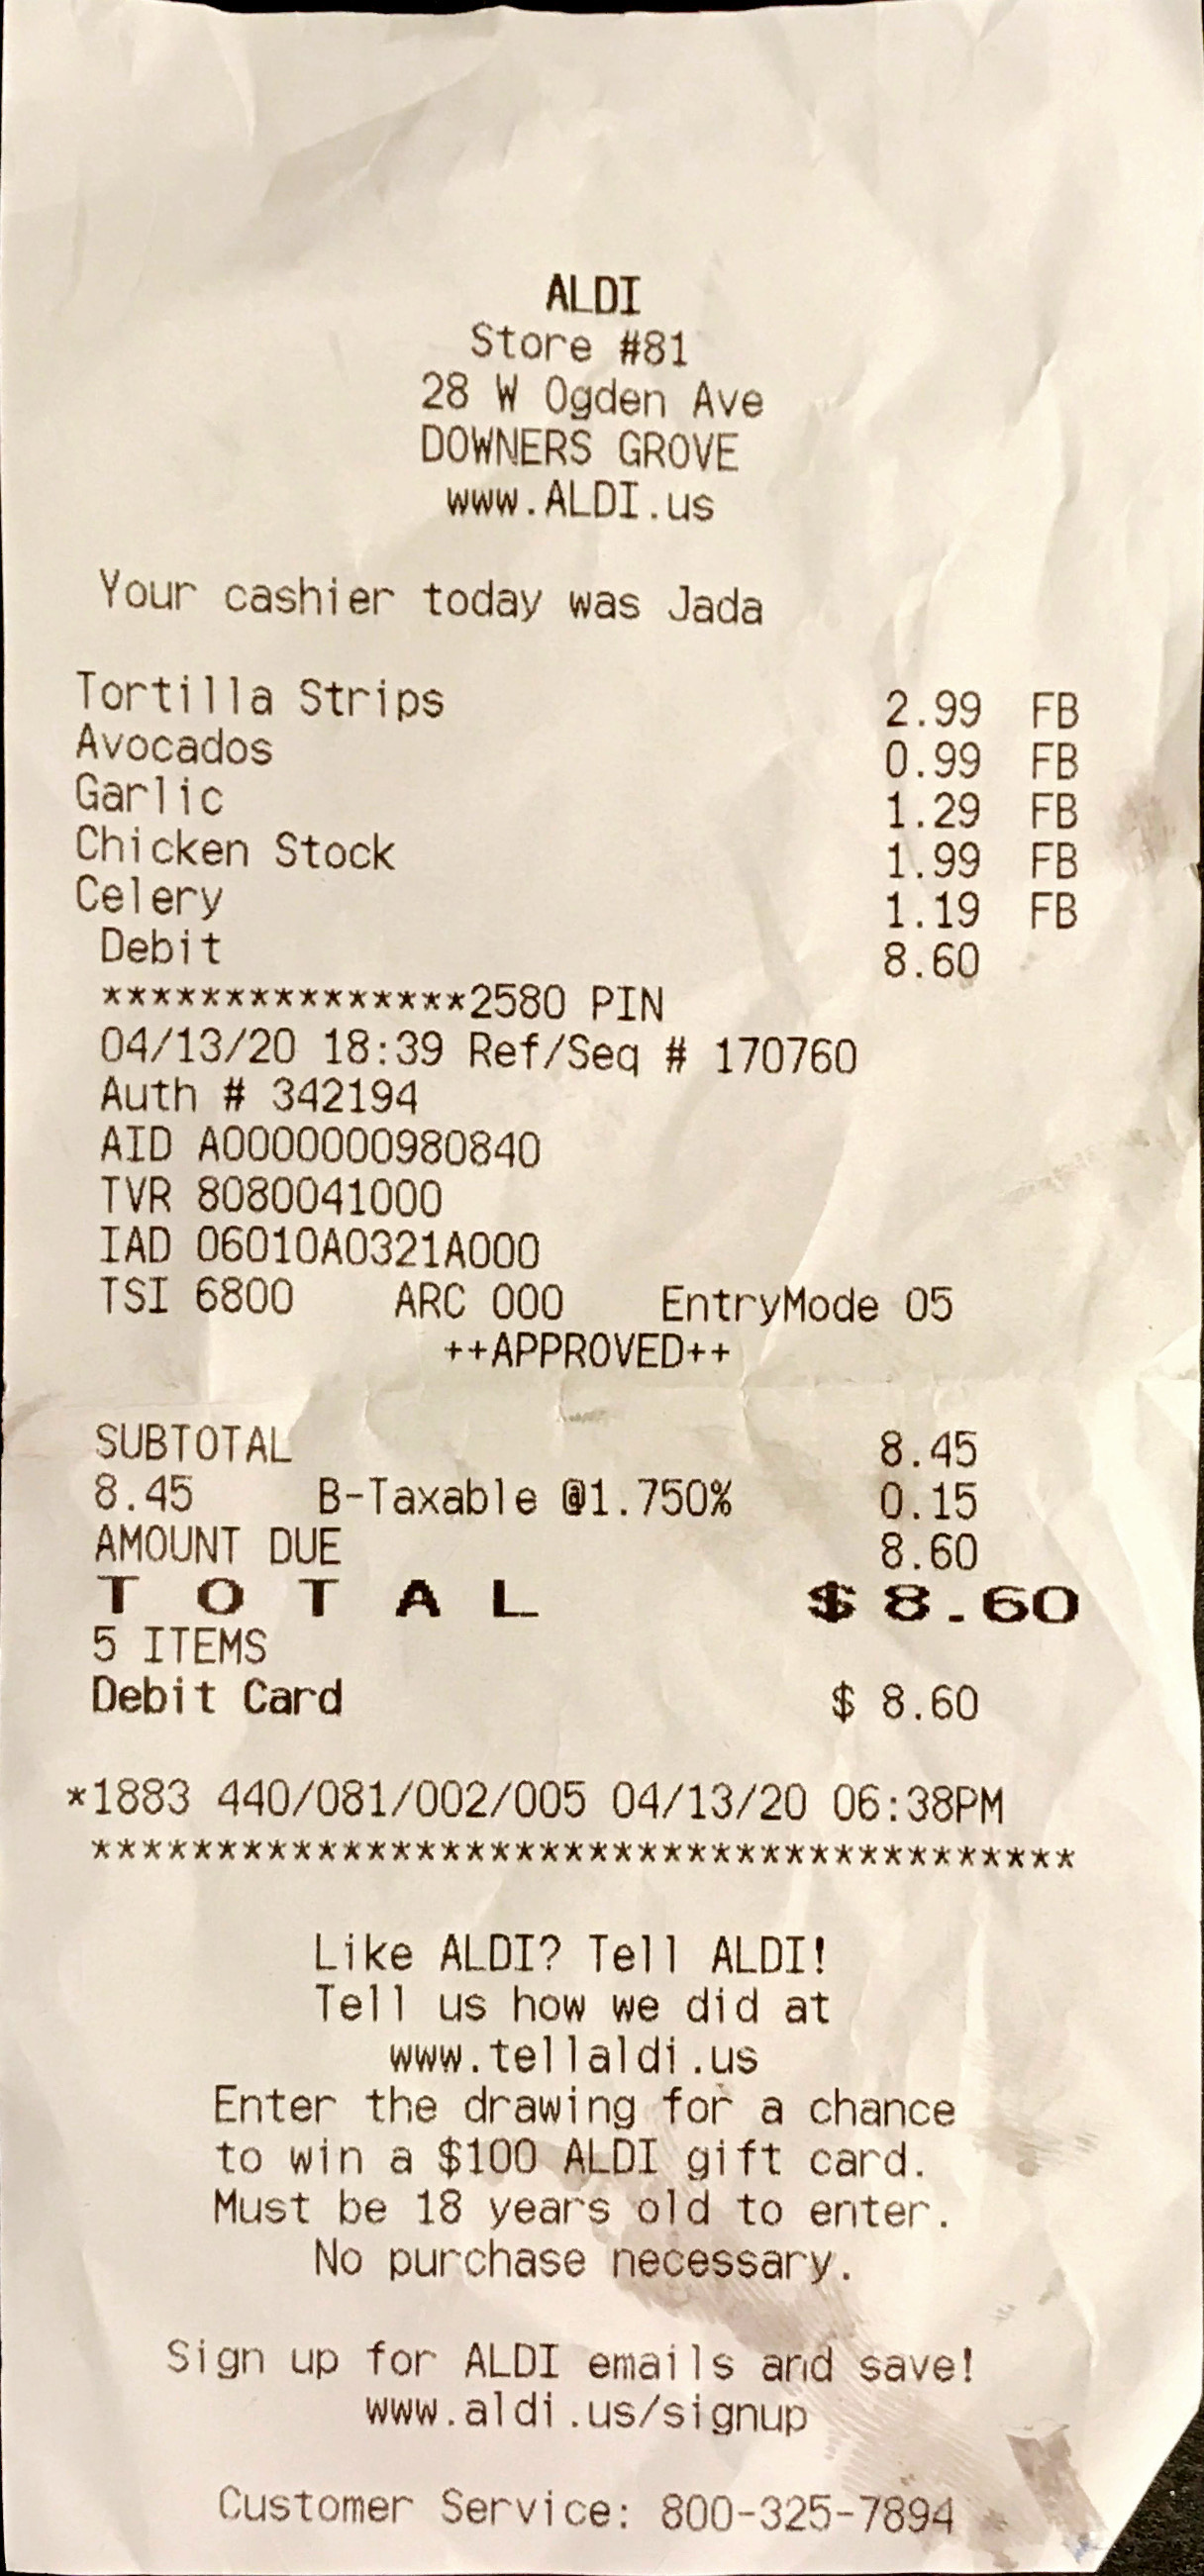 ALDI
Store #81
28 W Ogden Ave
DOWNERS GROVE
www.ALDI.us
Your cashier today was Jada
Tortilla Strips 2.99 FB
Avocados 0.99 FB
Garlic 1.29 FB
Chicken Stock 1.99 FB
Celery 1.19 FB
Debit 8.60
***************2580 PIN
04/13/20 18:39 Ref/Seq # 170760
Auth # 342194
AID A0000000980840
TVR 8080041000
IAD 06010A0321A000
TSI 6800 ARC 000 EntryMode 05
++APPROVED++
SUBTOTAL 8.45
8.45 B-Taxable @1.750% 0.15
AMOUNT DUE 8.60
T O T A L $ 8.60
5 ITEMS
Debit Card $ 8.60
*1883 440/081/002/005 04/13/20 06:38PM
****************************************
Like ALDI? Tell ALDI!
Tell us how we did at
www.tellaldi.us
Enter the drawing for a chance
to win a $100 ALDI gift card.
Must be 18 years old to enter.
No purchase necessary.
Sign up for ALDI emails and save!
www.aldi.us/signup
Customer Service: 800-325-7894